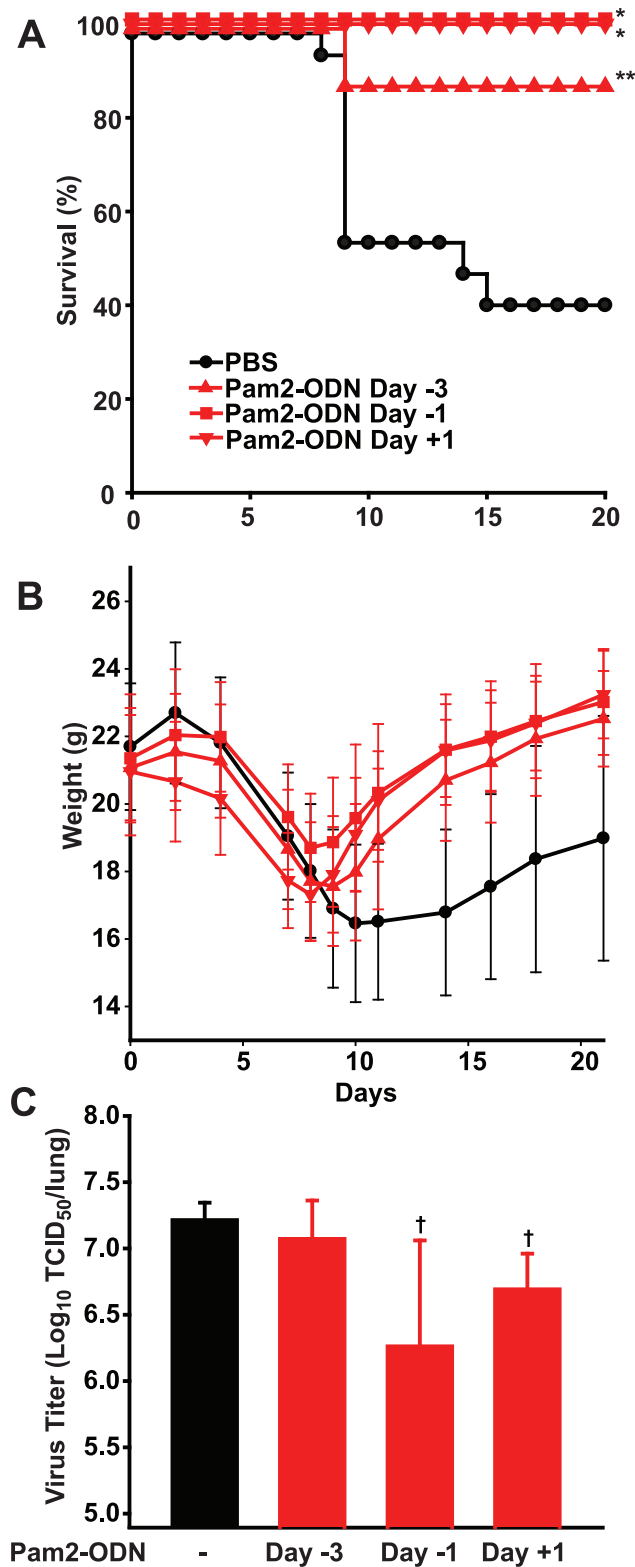 A
Survival (%)
100
80
60
40
20
0
*
*
**
PBS
Pam2-ODN Day -3
Pam2-ODN Day -1
Pam2-ODN Day +1
0 5 10 15 20
B
Weight (g)
26
24
22
20
18
16
14
0 5 10 15 20
Days
C
Virus Titer (Log10 TCID50/lung)
8.0
7.5
7.0
6.5
6.0
5.5
5.0
† †
Pam2-ODN - Day -3 Day -1 Day +1